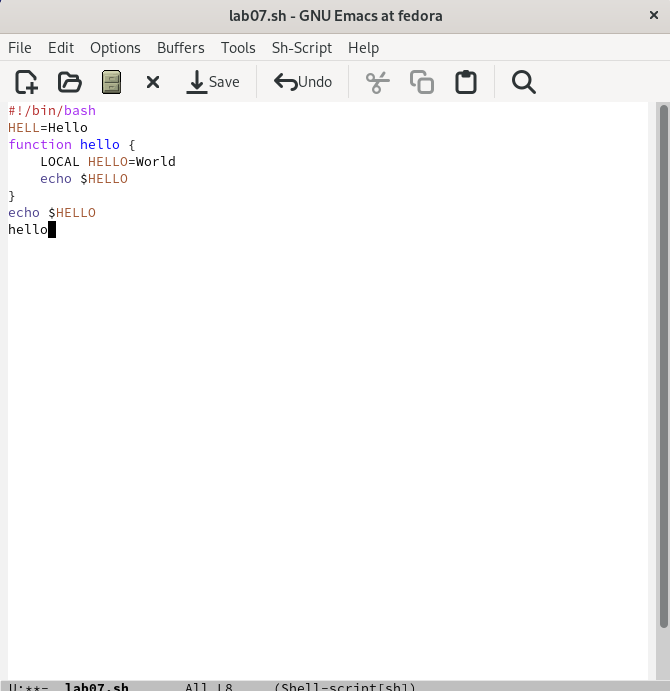 lab07.sh - GNU Emacs at fedora
File Edit Options Buffers Tools Sh-Script Help
Save Undo
#!/bin/bash
HELL=Hello
function hello {
    LOCAL HELLO=World
    echo $HELLO
}
echo $HELLO
hello
U:**- lab07.sh All L8 (Shell-script[sh])